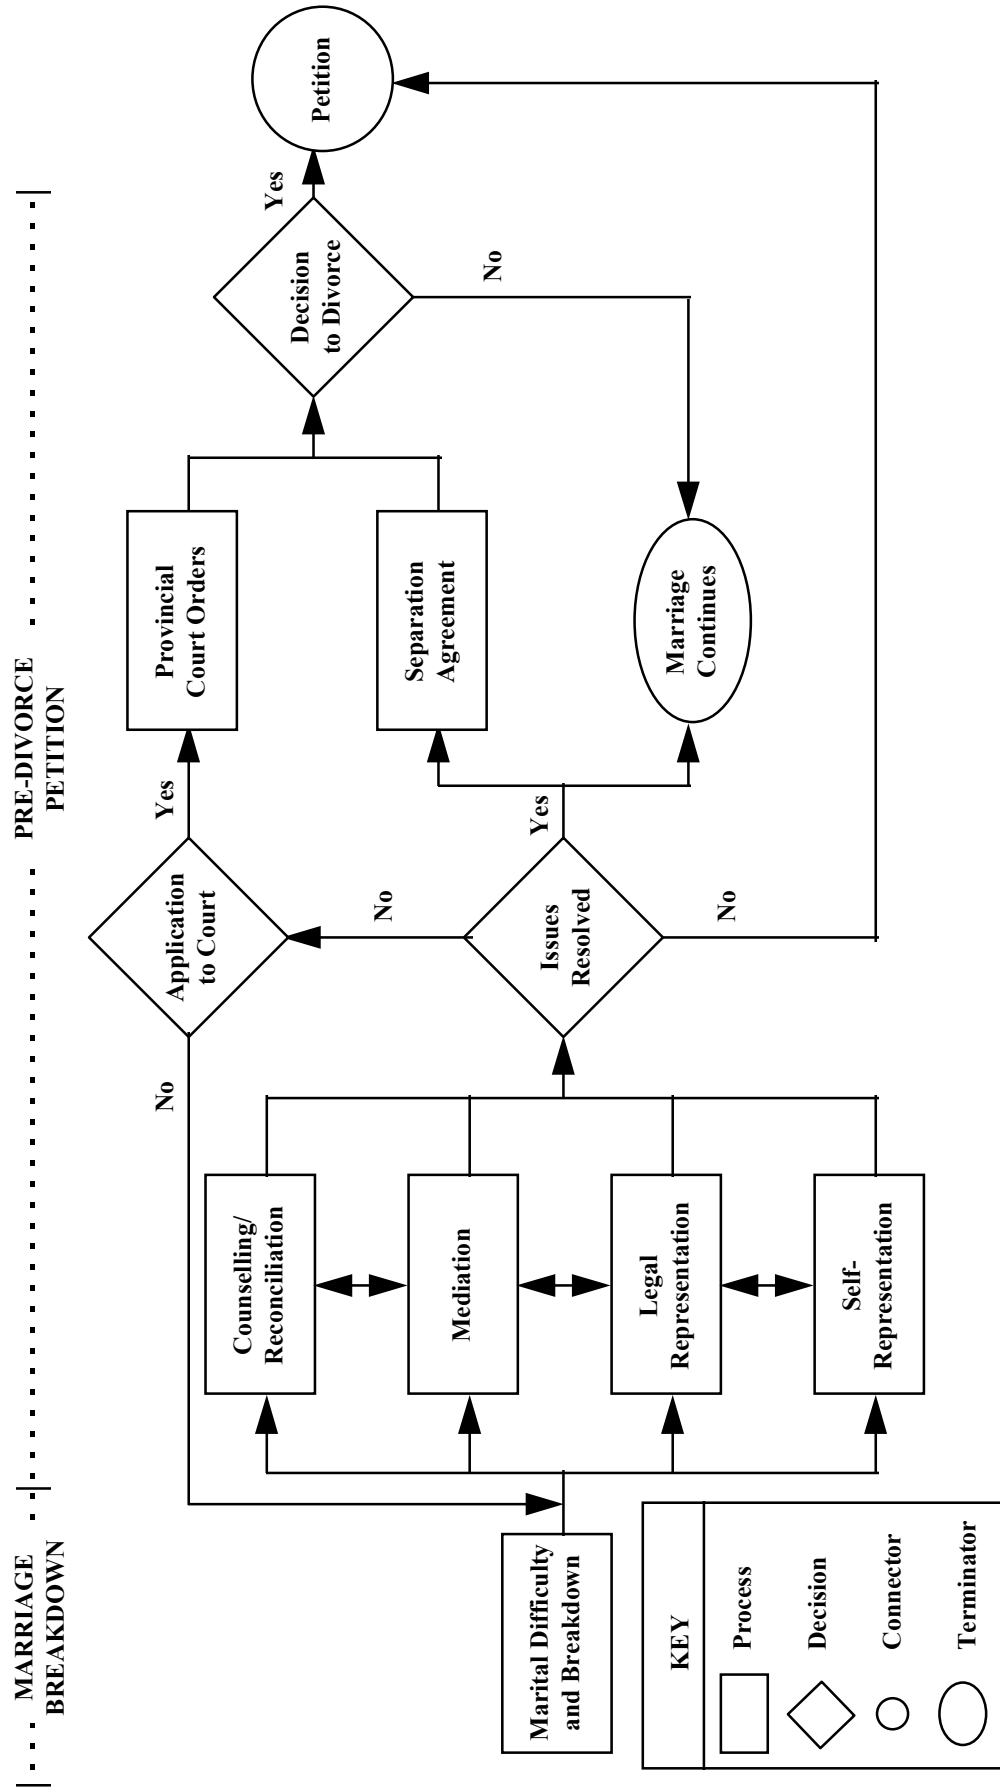 MARRIAGE
BREAKDOWN
PRE-DIVORCE
PETITION
Marital Difficulty
and Breakdown
Counselling/
Reconciliation
Mediation
Legal
Representation
Self-
Representation
No
Application
to Court
Yes
No
Issues
Resolved
Yes
No
Provincial
Court Orders
Separation
Agreement
Marriage
Continues
Decision
to Divorce
Yes
No
Petition
KEY
Process
Decision
Connector
Terminator